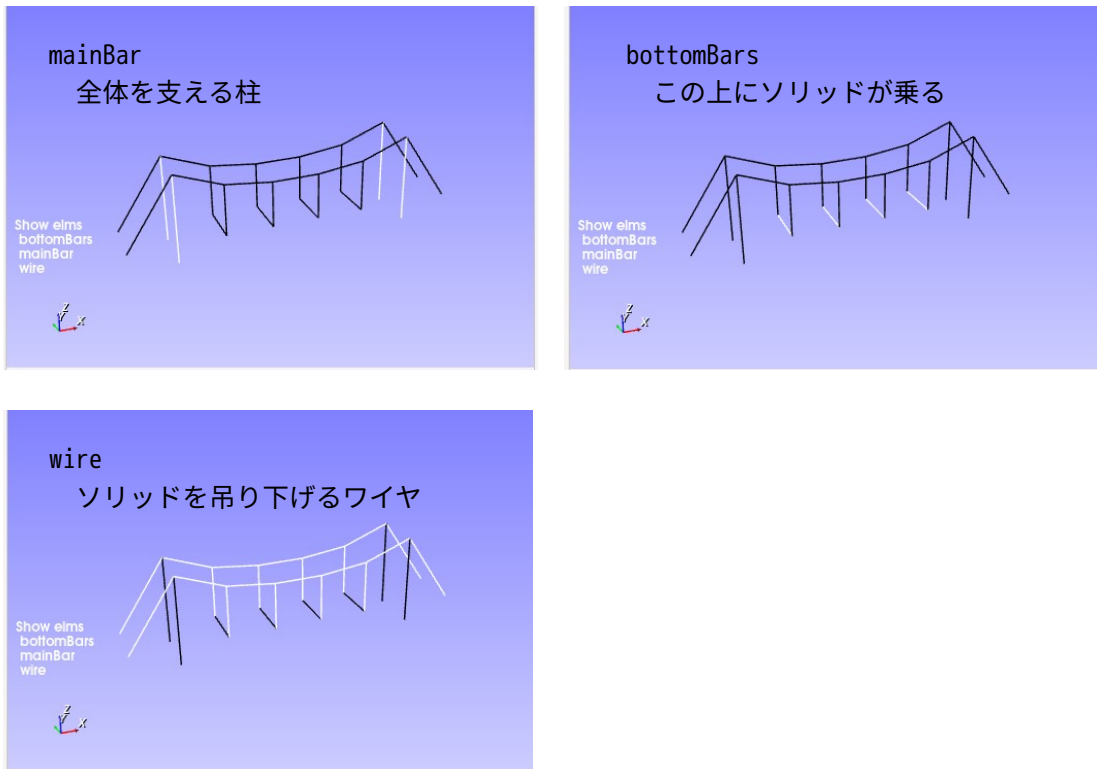 mainBar
全体を支える柱
Show elms
bottomBars
mainBar
wire
Z
Y
X
bottomBars
この上にソリッドが乗る
Show elms
bottomBars
mainBar
wire
Z
Y
X
wire
ソリッドを吊り下げるワイヤ
Show elms
bottomBars
mainBar
wire
Z
Y
X